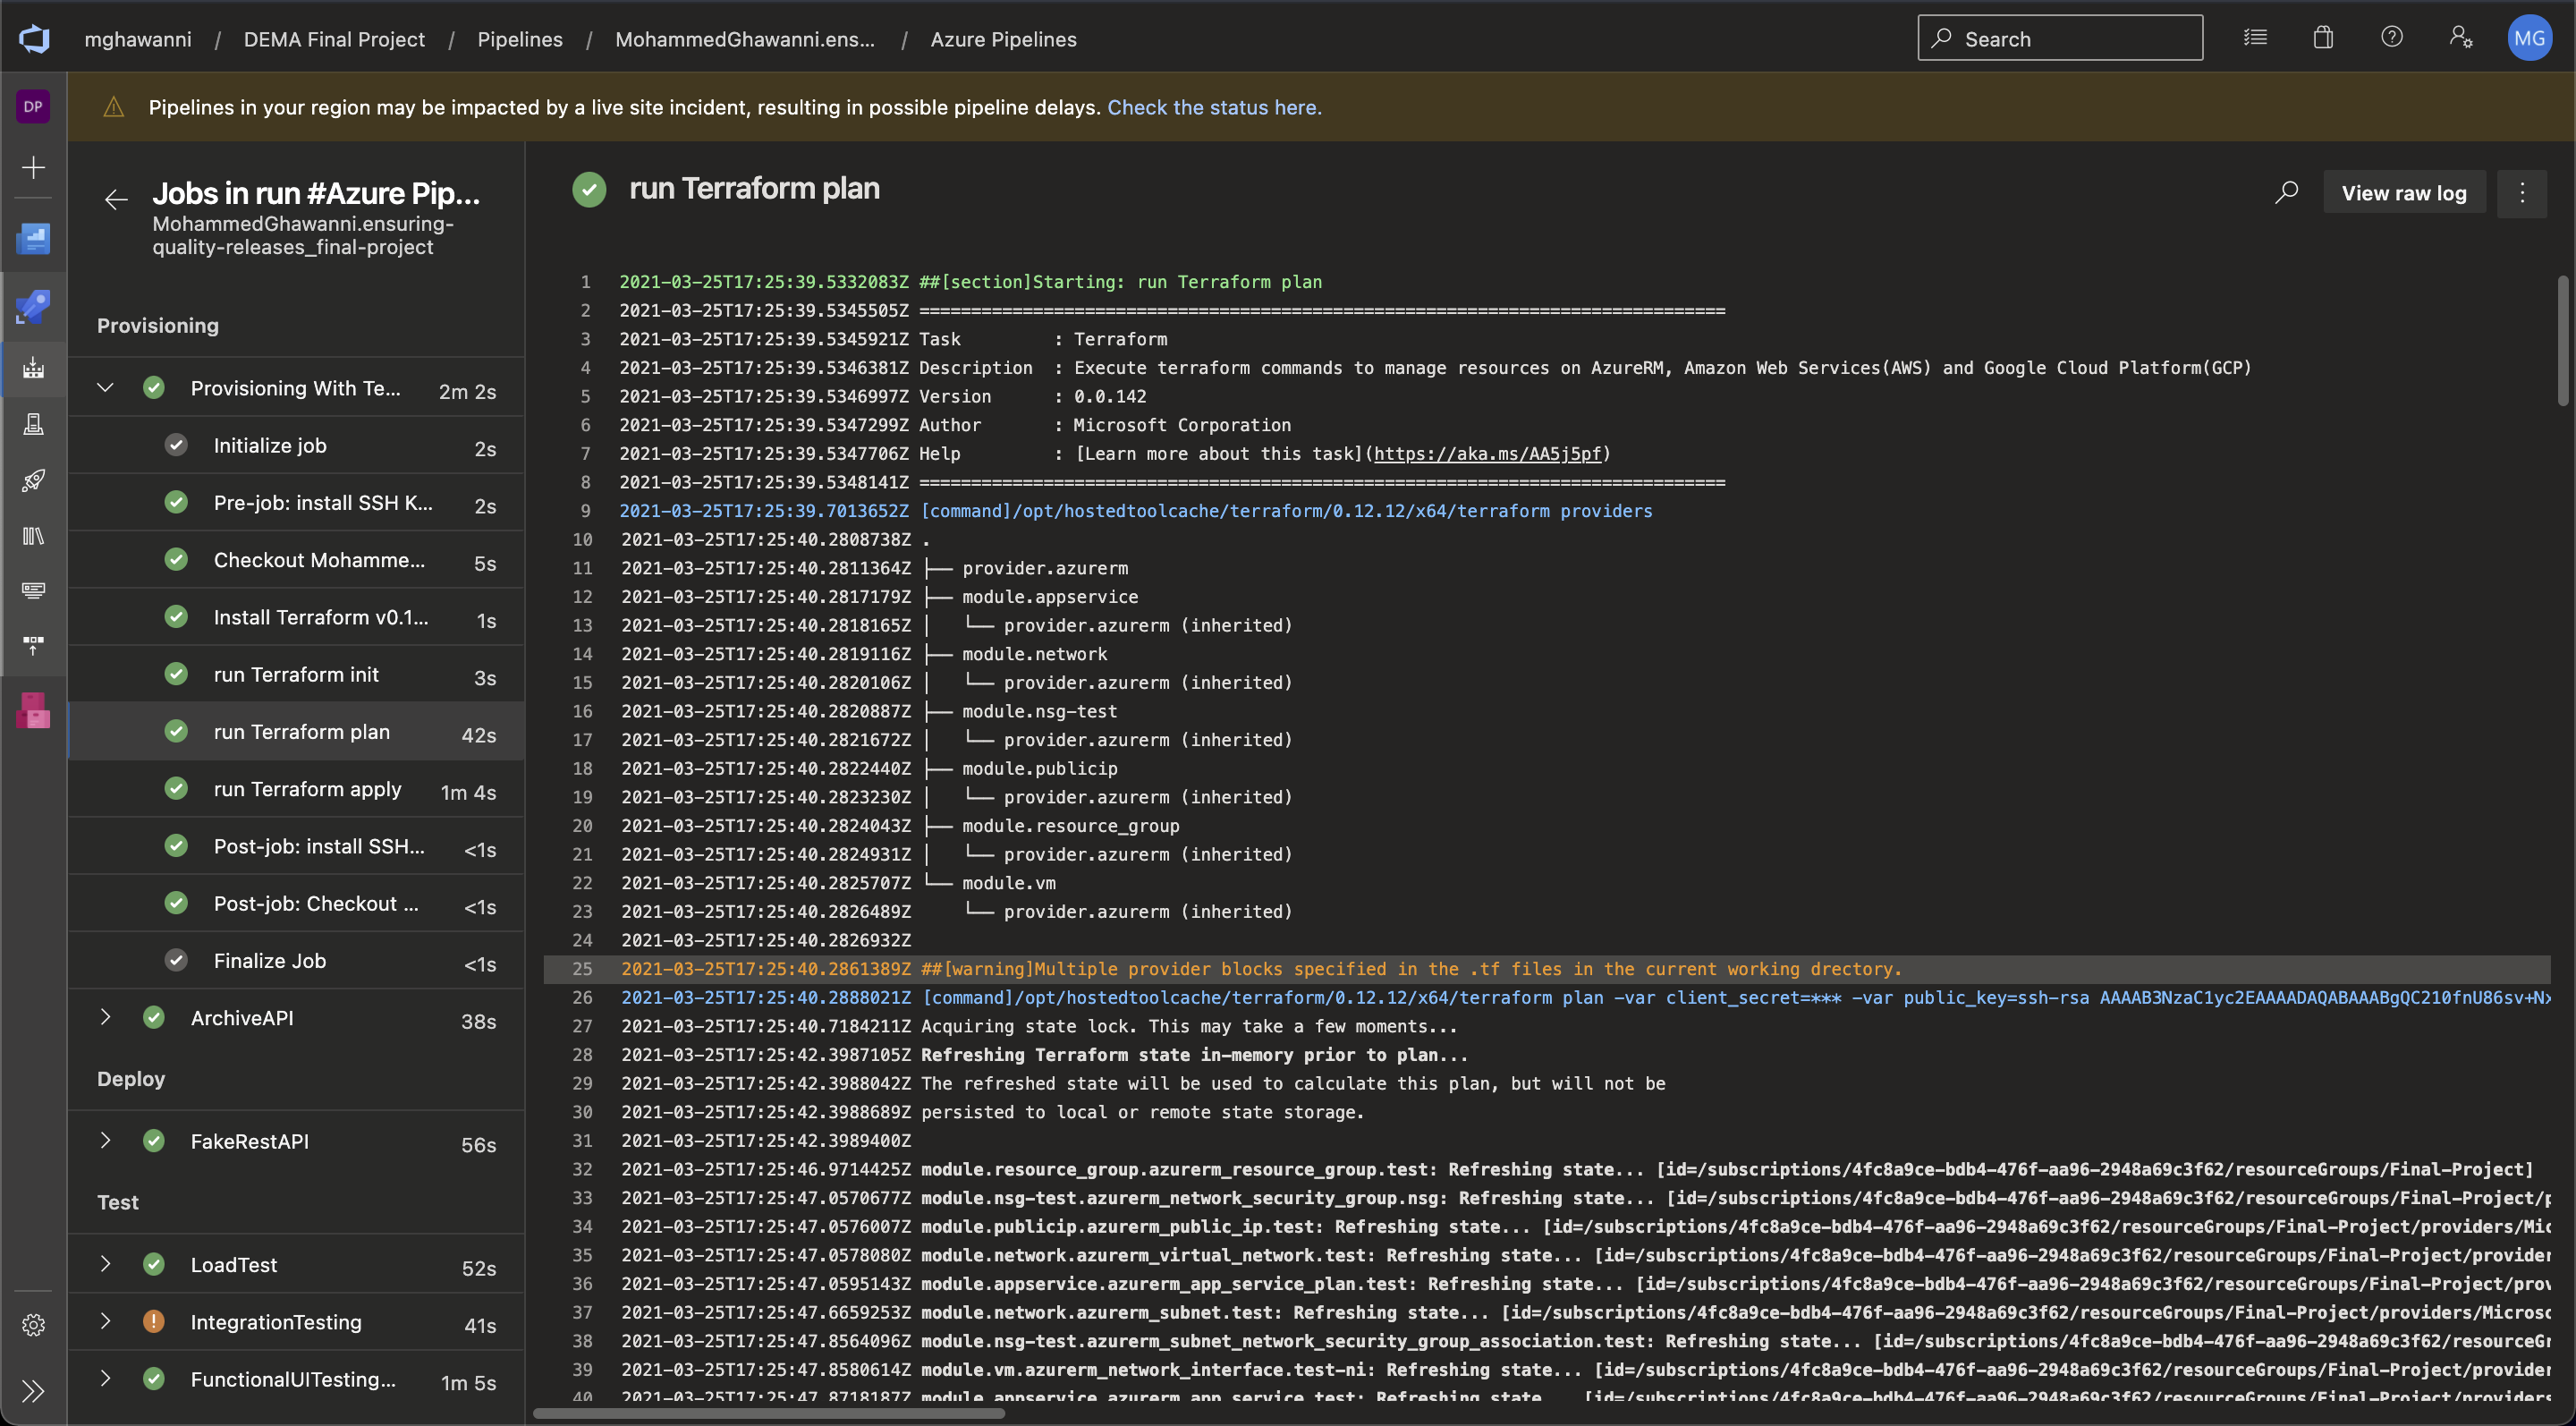 mghawanni / DEMA Final Project / Pipelines / MohammedGhawanni.ens... / Azure Pipelines
Search
MG
DP
Pipelines in your region may be impacted by a live site incident, resulting in possible pipeline delays. Check the status here.
Jobs in run #Azure Pip...
MohammedGhawanni.ensuring-
quality-releases_final-project
Provisioning
Provisioning With Te... 2m 2s
Initialize job 2s
Pre-job: install SSH K... 2s
Checkout Mohamme... 5s
Install Terraform v0.1... 1s
run Terraform init 3s
run Terraform plan 42s
run Terraform apply 1m 4s
Post-job: install SSH... <1s
Post-job: Checkout ... <1s
Finalize Job <1s
ArchiveAPI 38s
Deploy
FakeRestAPI 56s
Test
LoadTest 52s
IntegrationTesting 41s
FunctionalUITesting... 1m 5s
run Terraform plan
View raw log
1 2021-03-25T17:25:39.5332083Z ##[section]Starting: run Terraform plan
2 2021-03-25T17:25:39.5345505Z ==============================================================================
3 2021-03-25T17:25:39.5345921Z Task         : Terraform
4 2021-03-25T17:25:39.5346381Z Description  : Execute terraform commands to manage resources on AzureRM, Amazon Web Services(AWS) and Google Cloud Platform(GCP)
5 2021-03-25T17:25:39.5346997Z Version      : 0.0.142
6 2021-03-25T17:25:39.5347299Z Author       : Microsoft Corporation
7 2021-03-25T17:25:39.5347706Z Help         : [Learn more about this task](https://aka.ms/AA5j5pf)
8 2021-03-25T17:25:39.5348141Z ==============================================================================
9 2021-03-25T17:25:39.7013652Z [command]/opt/hostedtoolcache/terraform/0.12.12/x64/terraform providers
10 2021-03-25T17:25:40.2808738Z .
11 2021-03-25T17:25:40.2811364Z ├── provider.azurerm
12 2021-03-25T17:25:40.2817179Z ├── module.appservice
13 2021-03-25T17:25:40.2818165Z │   └── provider.azurerm (inherited)
14 2021-03-25T17:25:40.2819116Z ├── module.network
15 2021-03-25T17:25:40.2820106Z │   └── provider.azurerm (inherited)
16 2021-03-25T17:25:40.2820887Z ├── module.nsg-test
17 2021-03-25T17:25:40.2821672Z │   └── provider.azurerm (inherited)
18 2021-03-25T17:25:40.2822440Z ├── module.publicip
19 2021-03-25T17:25:40.2823230Z │   └── provider.azurerm (inherited)
20 2021-03-25T17:25:40.2824043Z ├── module.resource_group
21 2021-03-25T17:25:40.2824931Z │   └── provider.azurerm (inherited)
22 2021-03-25T17:25:40.2825707Z └── module.vm
23 2021-03-25T17:25:40.2826489Z     └── provider.azurerm (inherited)
24 2021-03-25T17:25:40.2826932Z
25 2021-03-25T17:25:40.2861389Z ##[warning]Multiple provider blocks specified in the .tf files in the current working drectory.
26 2021-03-25T17:25:40.2888021Z [command]/opt/hostedtoolcache/terraform/0.12.12/x64/terraform plan -var client_secret=*** -var public_key=ssh-rsa AAAAB3NzaC1yc2EAAAADAQABAAABgQC210fnU86sv+Nx
27 2021-03-25T17:25:40.7184211Z Acquiring state lock. This may take a few moments...
28 2021-03-25T17:25:42.3987105Z Refreshing Terraform state in-memory prior to plan...
29 2021-03-25T17:25:42.3988042Z The refreshed state will be used to calculate this plan, but will not be
30 2021-03-25T17:25:42.3988689Z persisted to local or remote state storage.
31 2021-03-25T17:25:42.3989400Z
32 2021-03-25T17:25:46.9714425Z module.resource_group.azurerm_resource_group.test: Refreshing state... [id=/subscriptions/4fc8a9ce-bdb4-476f-aa96-2948a69c3f62/resourceGroups/Final-Project]
33 2021-03-25T17:25:47.0570677Z module.nsg-test.azurerm_network_security_group.nsg: Refreshing state... [id=/subscriptions/4fc8a9ce-bdb4-476f-aa96-2948a69c3f62/resourceGroups/Final-Project/p
34 2021-03-25T17:25:47.0576007Z module.publicip.azurerm_public_ip.test: Refreshing state... [id=/subscriptions/4fc8a9ce-bdb4-476f-aa96-2948a69c3f62/resourceGroups/Final-Project/providers/Mic
35 2021-03-25T17:25:47.0578080Z module.network.azurerm_virtual_network.test: Refreshing state... [id=/subscriptions/4fc8a9ce-bdb4-476f-aa96-2948a69c3f62/resourceGroups/Final-Project/provider
36 2021-03-25T17:25:47.0595143Z module.appservice.azurerm_app_service_plan.test: Refreshing state... [id=/subscriptions/4fc8a9ce-bdb4-476f-aa96-2948a69c3f62/resourceGroups/Final-Project/prov
37 2021-03-25T17:25:47.6659253Z module.network.azurerm_subnet.test: Refreshing state... [id=/subscriptions/4fc8a9ce-bdb4-476f-aa96-2948a69c3f62/resourceGroups/Final-Project/providers/Microsc
38 2021-03-25T17:25:47.8564096Z module.nsg-test.azurerm_subnet_network_security_group_association.test: Refreshing state... [id=/subscriptions/4fc8a9ce-bdb4-476f-aa96-2948a69c3f62/resourceGr
39 2021-03-25T17:25:47.8580614Z module.vm.azurerm_network_interface.test-ni: Refreshing state... [id=/subscriptions/4fc8a9ce-bdb4-476f-aa96-2948a69c3f62/resourceGroups/Final-Project/provider
40 2021-03-25T17:25:47.8718187Z module.appservice.azurerm_app_service.test: Refreshing state... [id=/subscriptions/4fc8a9ce-bdb4-476f-aa96-2948a69c3f62/resourceGroups/Final-Project/providers